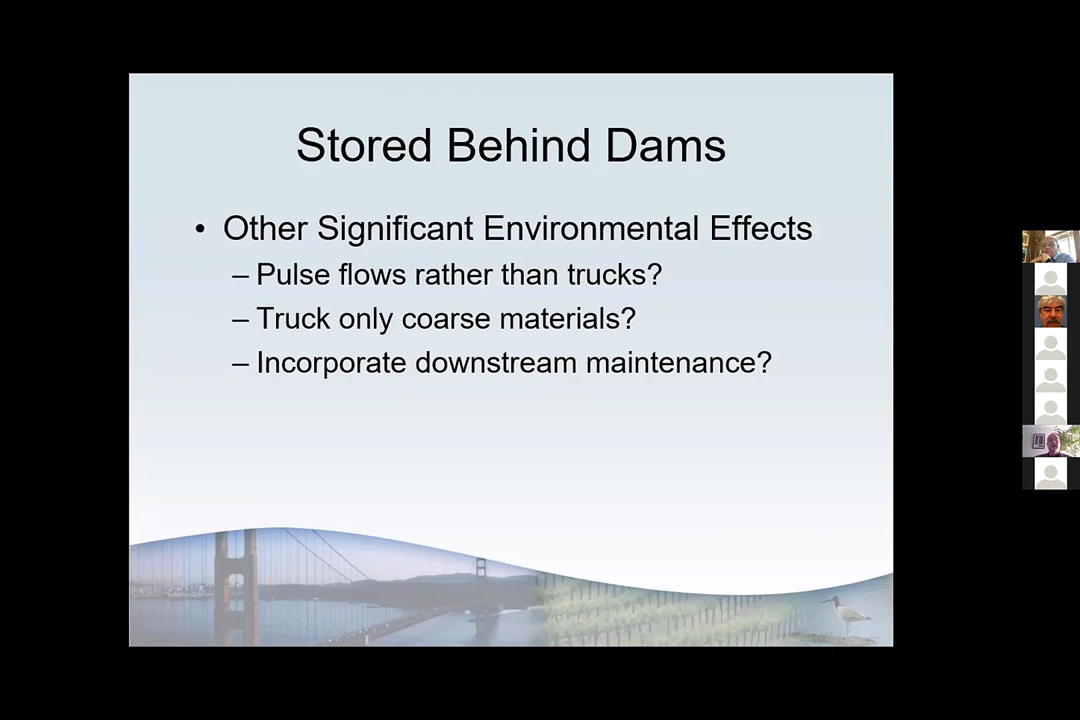 Stored Behind Dams
• Other Significant Environmental Effects
– Pulse flows rather than trucks?
– Truck only coarse materials?
– Incorporate downstream maintenance?